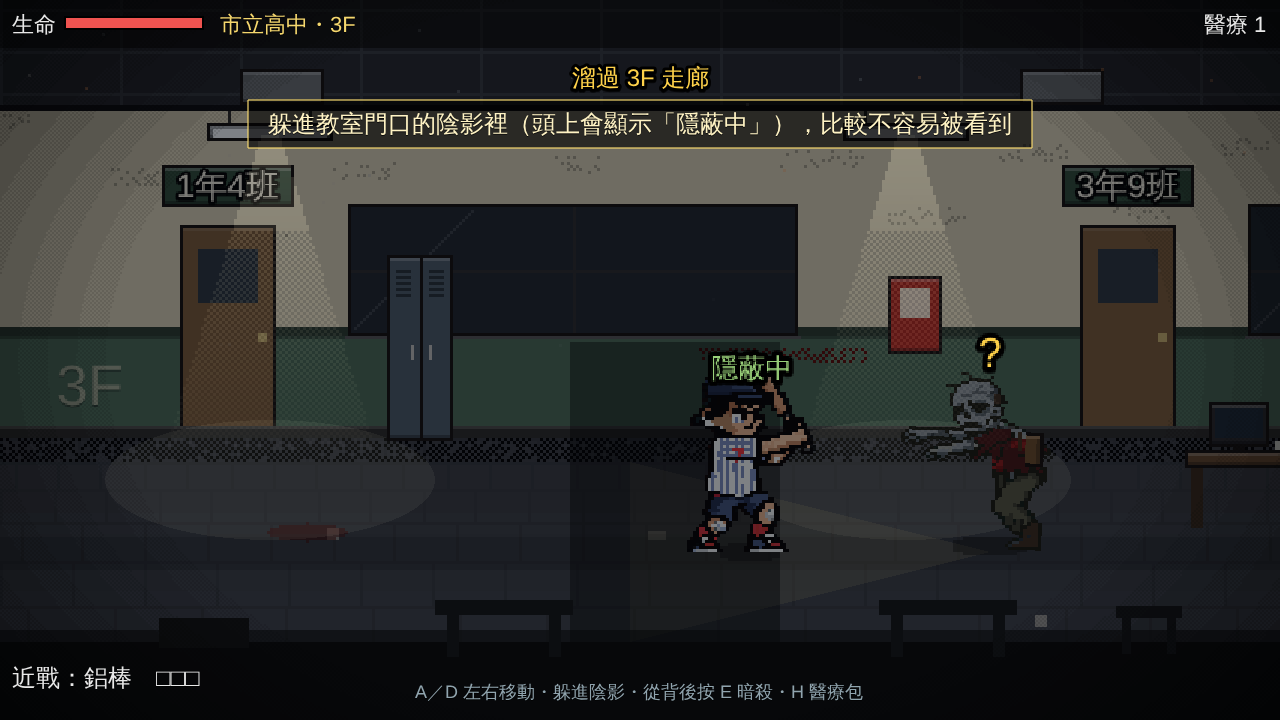 生命
市立高中・3F
醫療 1
溜過 3F 走廊
躲進教室門口的陰影裡（頭上會顯示「隱蔽中」），比較不容易被看到
1年4班
3年9班
?
隱蔽中
3F
近戰：鋁棒 □□□
A／D 左右移動・躲進陰影・從背後按 E 暗殺・H 醫療包